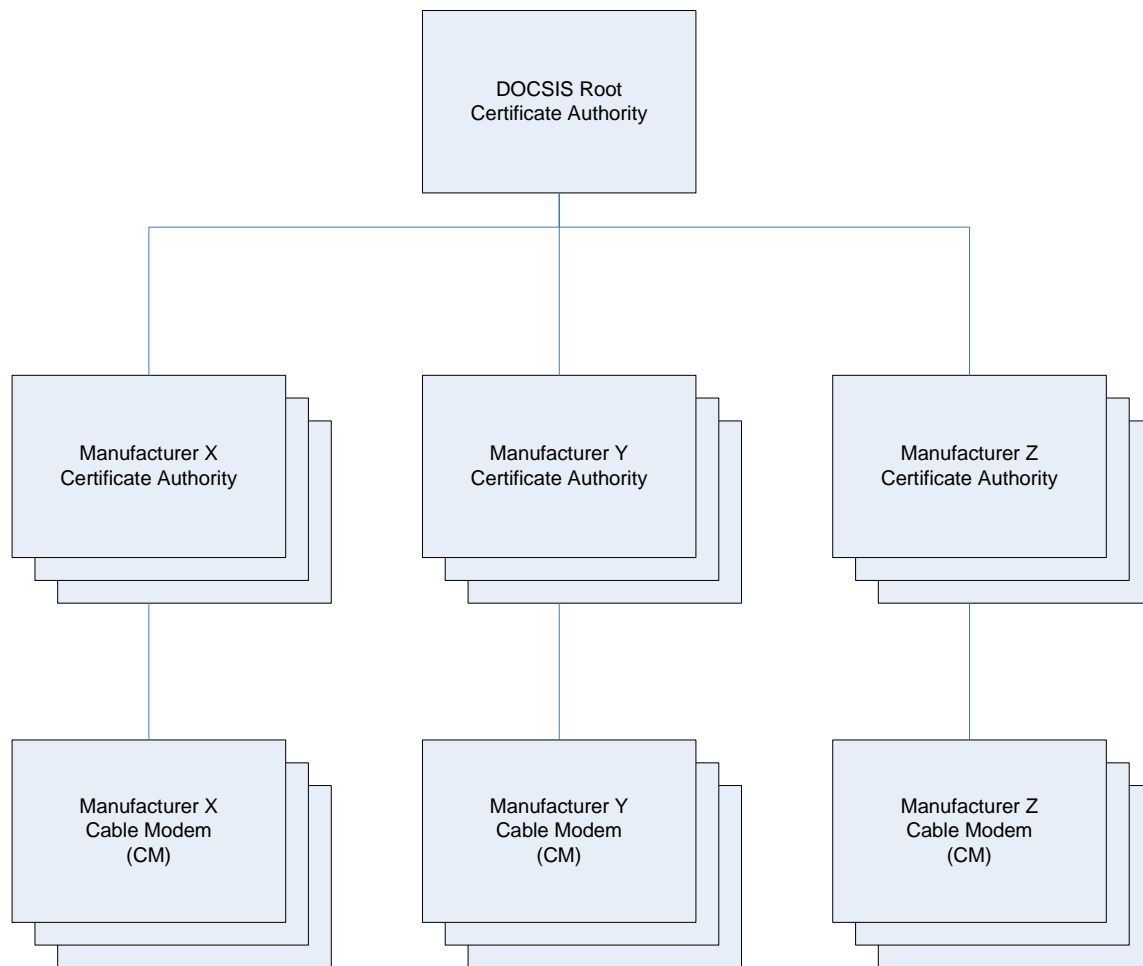 DOCSIS Root
Certificate Authority
Manufacturer X
Certificate Authority
Manufacturer Y
Certificate Authority
Manufacturer Z
Certificate Authority
Manufacturer X
Cable Modem
(CM)
Manufacturer Y
Cable Modem
(CM)
Manufacturer Z
Cable Modem
(CM)